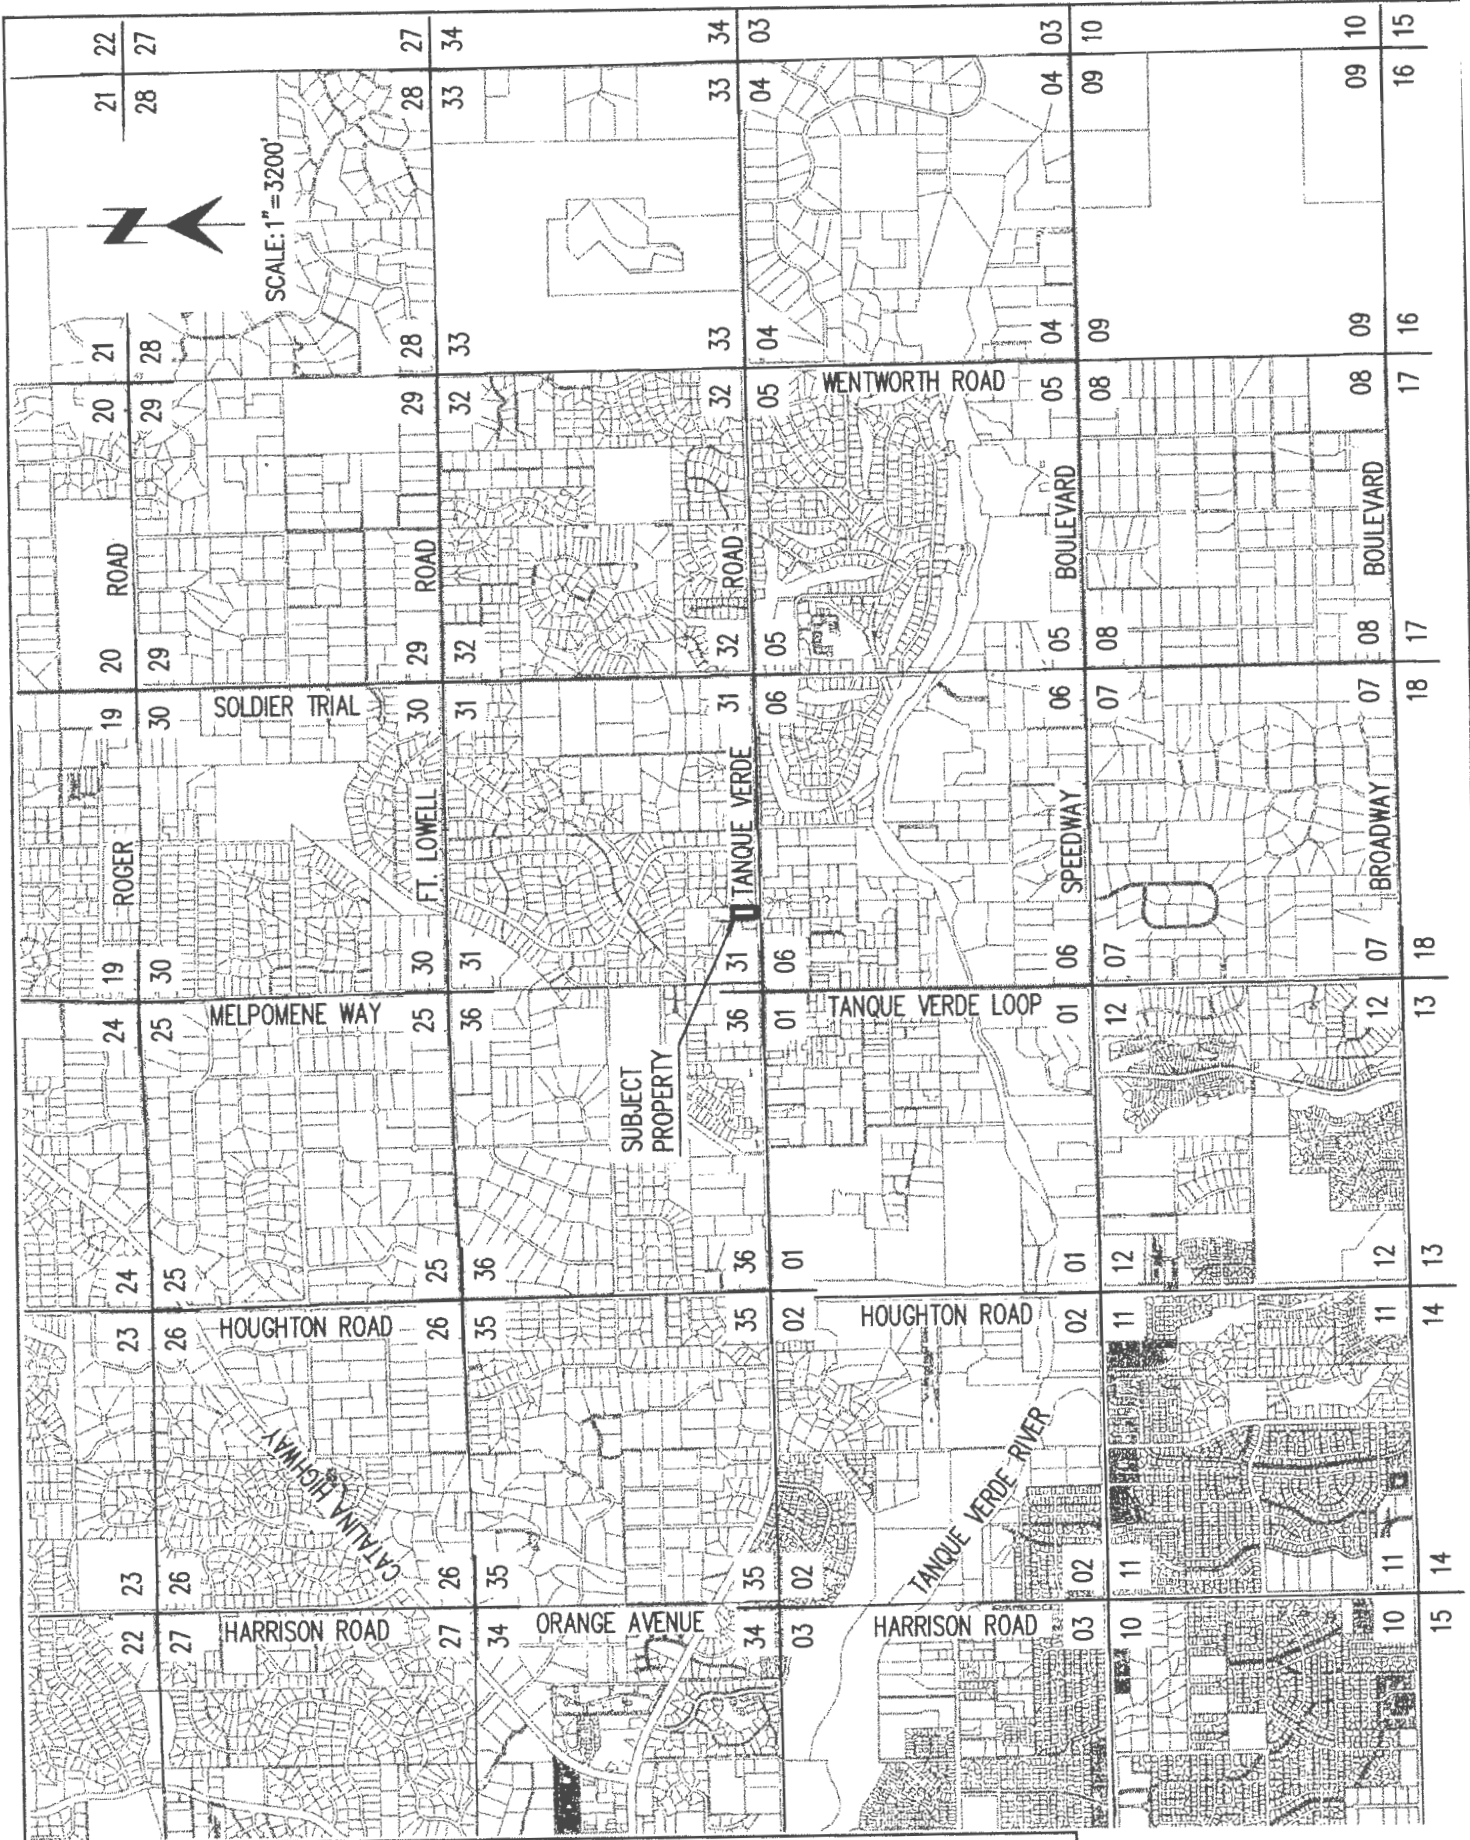 22 23 23 24 24 19 ROGER 19 20 ROAD 20 21 21 22
27 26 26 25 25 30 30 29 29 28 28 27
N
HARRISON ROAD HOUGHTON ROAD MELPOMENE WAY SOLDIER TRIAL
SCALE: 1"=3200'
CATALINA HIGHWAY
27 26 26 25 25 30 FT. LOWELL 30 29 ROAD 29 28 28 27
34 35 35 36 36 31 31 32 32 33 33 34
ORANGE AVENUE
SUBJECT
PROPERTY
34 35 35 36 36 31 TANQUE VERDE 31 32 ROAD 32 33 33 34
03 02 02 01 01 06 06 05 05 04 04 03
HARRISON ROAD HOUGHTON ROAD TANQUE VERDE LOOP WENTWORTH ROAD
TANQUE VERDE RIVER
03 02 02 01 01 06 SPEEDWAY 06 05 BOULEVARD 05 04 04 03
10 11 11 12 12 07 07 08 08 09 09 10
10 11 11 12 12 07 BROADWAY 07 08 BOULEVARD 08 09 09 10
15 14 14 13 13 18 18 17 17 16 16 15